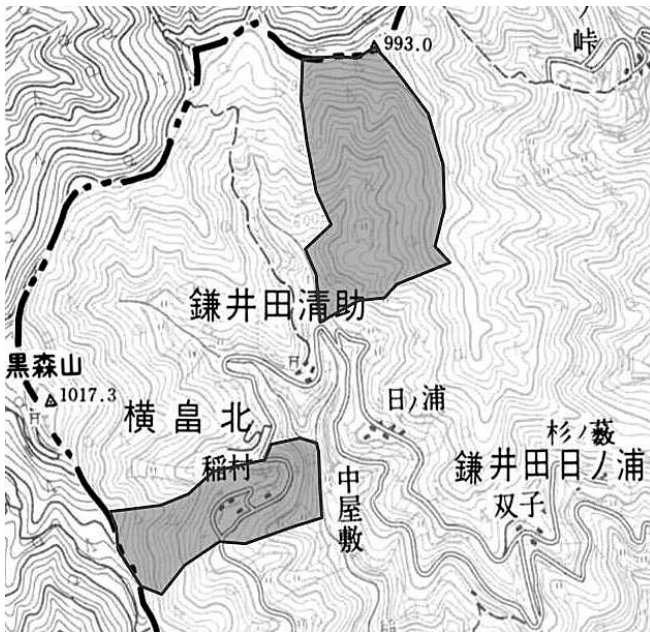 993.0
峠
鎌井田清助
黒森山
1017.3
横畠北
日ノ浦
杉ノ薮
稲村
中屋敷
鎌井田日ノ浦
双子